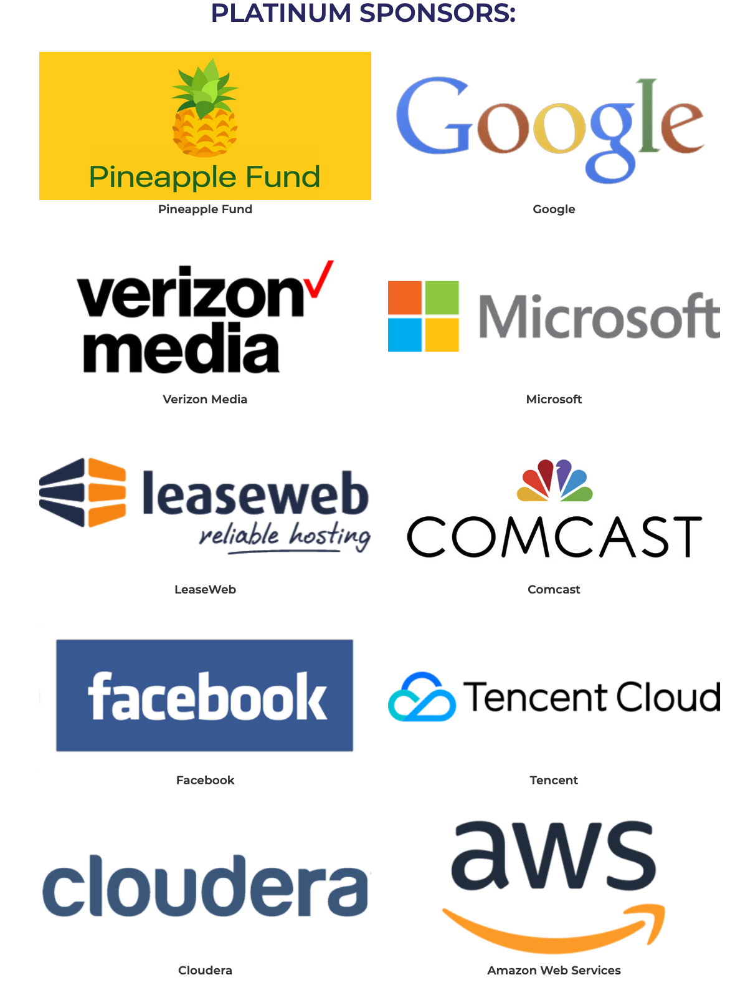 PLATINUM SPONSORS:
Pineapple Fund
Google
Pineapple Fund
Google
verizon
media
Microsoft
Verizon Media
Microsoft
leaseweb
reliable hosting
COMCAST
LeaseWeb
Comcast
facebook
Tencent Cloud
Facebook
Tencent
cloudera
aws
Cloudera
Amazon Web Services